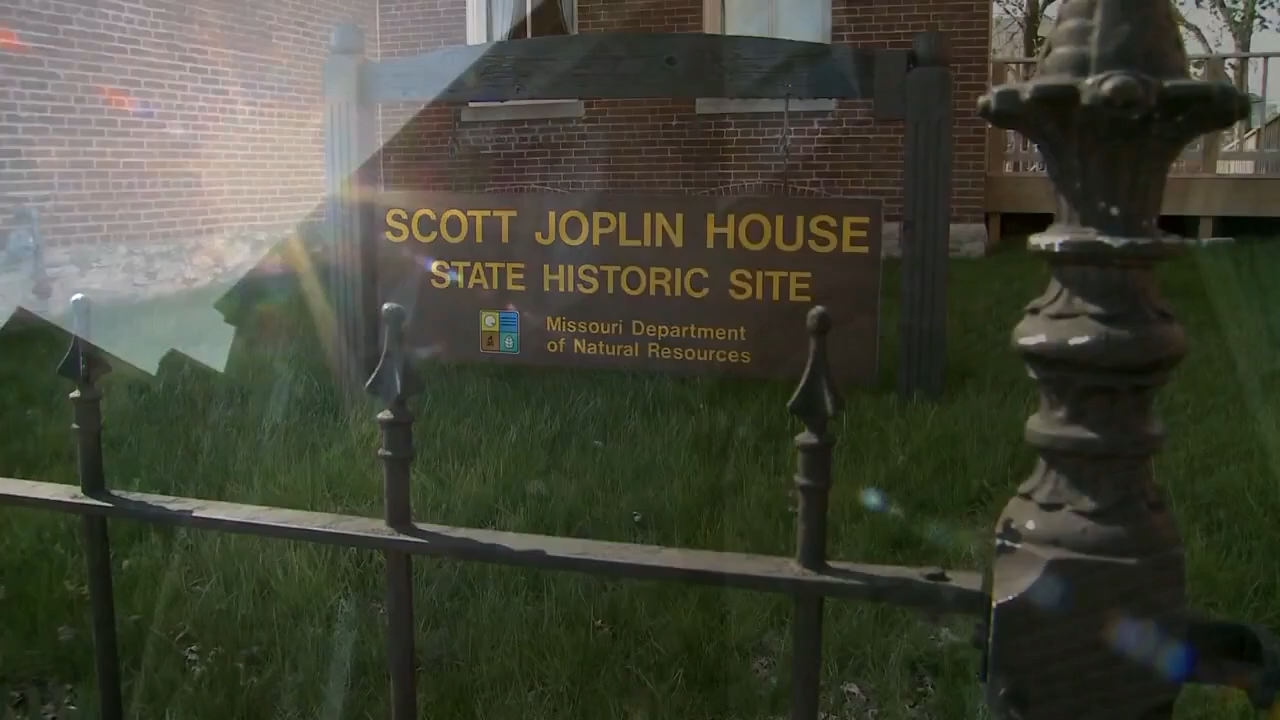 SCOTT JOPLIN HOUSE
STATE HISTORIC SITE
Missouri Department
of Natural Resources